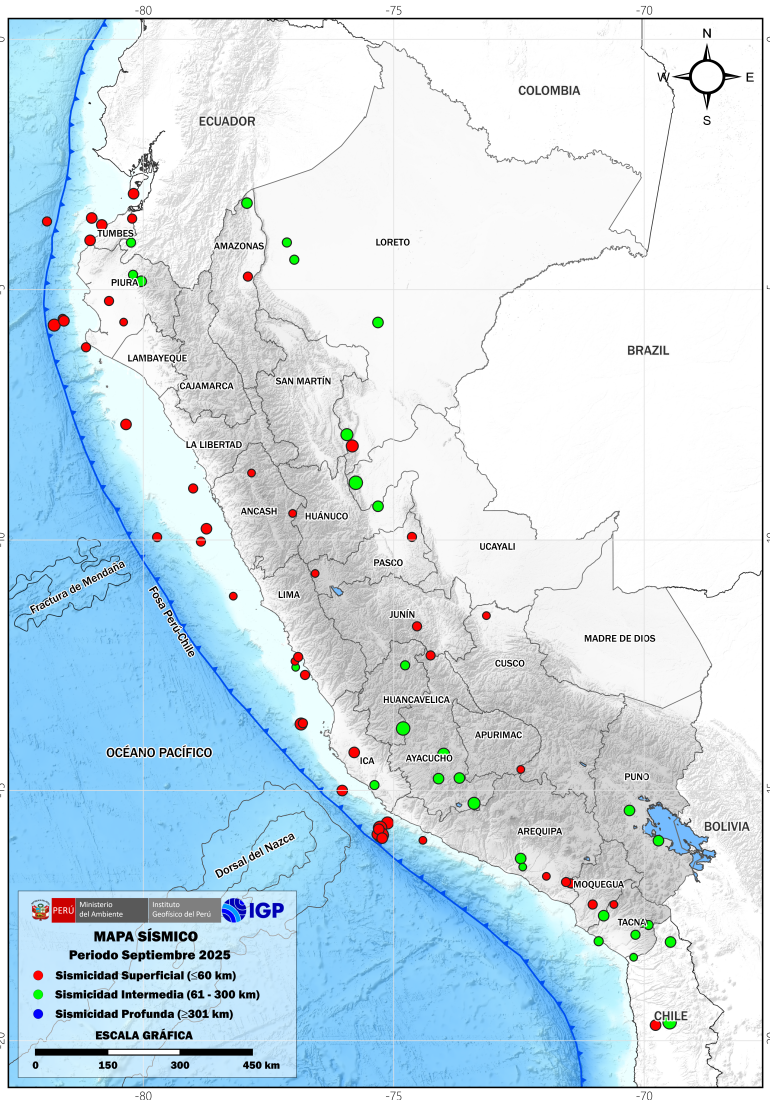 -80
-75
-70
0
N
W
E
S
COLOMBIA
ECUADOR
TUMBES
AMAZONAS
LORETO
PIURA
LAMBAYEQUE
BRAZIL
CAJAMARCA
SAN MARTÍN
LA LIBERTAD
ANCASH
HUÁNUCO
UCAYALI
PASCO
Fractura de Mendaña
LIMA
Fosa Perú-Chile
JUNÍN
MADRE DE DIOS
CUSCO
HUANCAVELICA
APURIMAC
OCÉANO PACÍFICO
ICA
AYACUCHO
PUNO
AREQUIPA
BOLIVIA
Dorsal del Nazca
MOQUEGUA
TACNA
CHILE
PERÚ
Ministerio
del Ambiente
Instituto
Geofísico del Perú
IGP
MAPA SÍSMICO
Periodo Septiembre 2025
Sismicidad Superficial (≤60 km)
Sismicidad Intermedia (61 - 300 km)
Sismicidad Profunda (≥301 km)
ESCALA GRÁFICA
0
150
300
450 km
-80
-75
-70